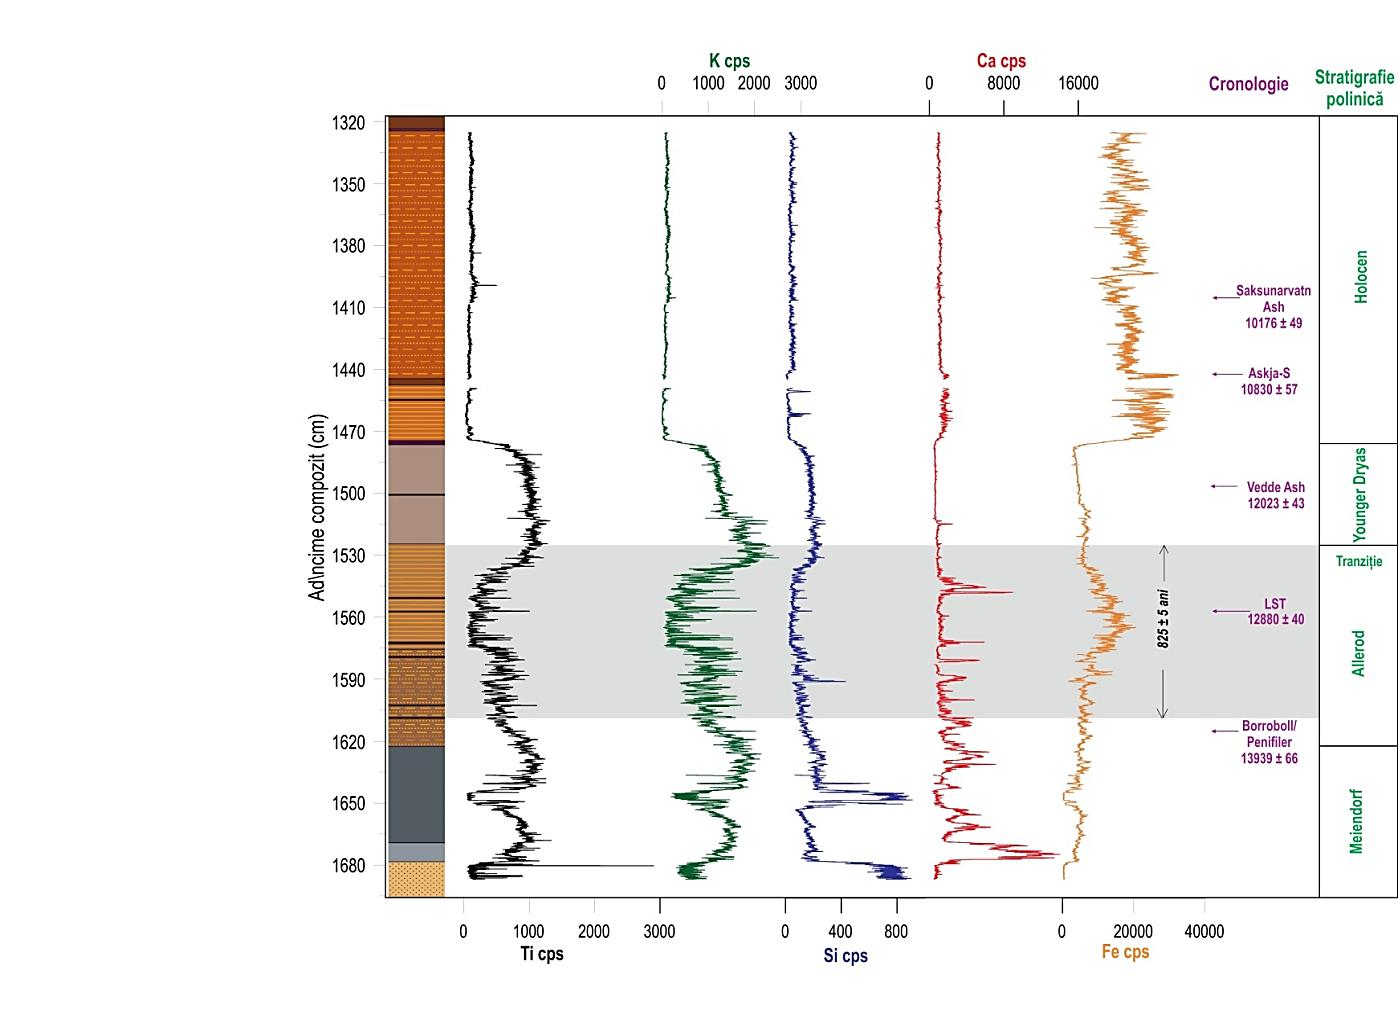 K cps
Ca cps
0 1000 2000 3000
0 8000 16000
Cronologie
Stratigrafie
polinică
1320
1350
1380
1410
1440
1470
1500
1530
1560
1590
1620
1650
1680
Ad\ncime compozit (cm)
Saksunarvatn
Ash
10176 ± 49
Askja-S
10830 ± 57
Vedde Ash
12023 ± 43
LST
12880 ± 40
Borroboll/
Penifiler
13939 ± 66
825 ± 5 ani
Holocen
Younger Dryas
Tranziție
Allerod
Meiendorf
0 1000 2000 3000
Ti cps
0 400 800
Si cps
0 20000 40000
Fe cps